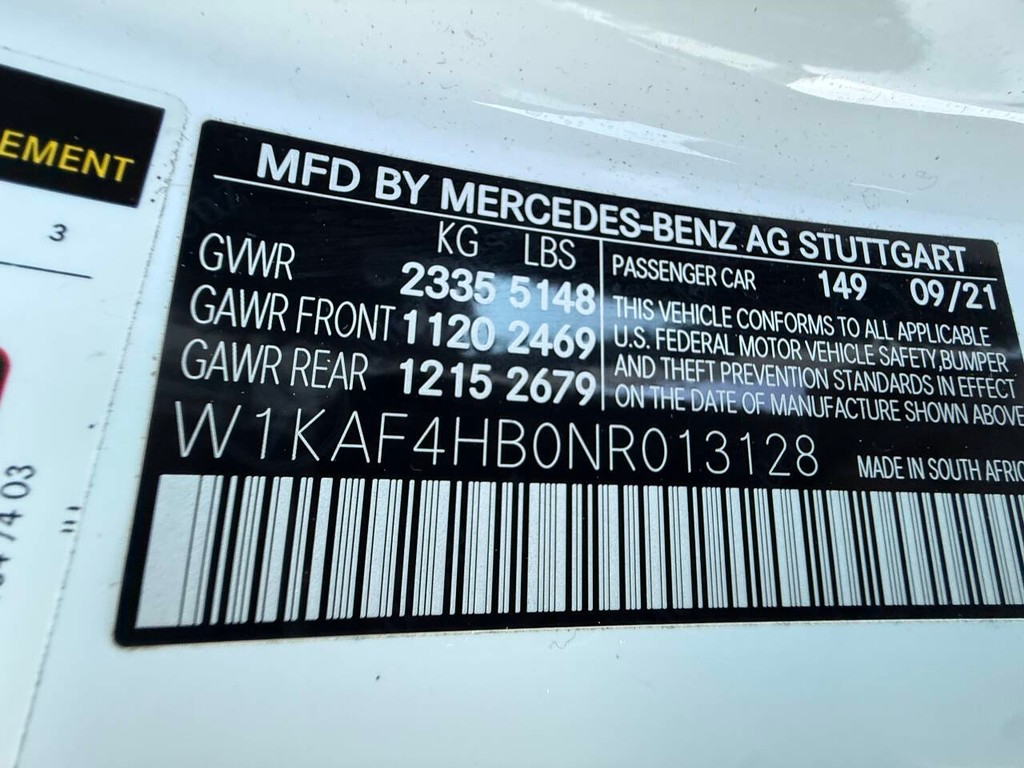 EMENT
3
MFD BY MERCEDES-BENZ AG STUTTGART
KG LBS
GVWR 2335 5148
GAWR FRONT 1120 2469
GAWR REAR 1215 2679
PASSENGER CAR 149 09/21
THIS VEHICLE CONFORMS TO ALL APPLICABLE
U.S. FEDERAL MOTOR VEHICLE SAFETY,BUMPER
AND THEFT PREVENTION STANDARDS IN EFFECT
ON THE DATE OF MANUFACTURE SHOWN ABOVE
W1KAF4HB0NR013128
MADE IN SOUTH AFRIC